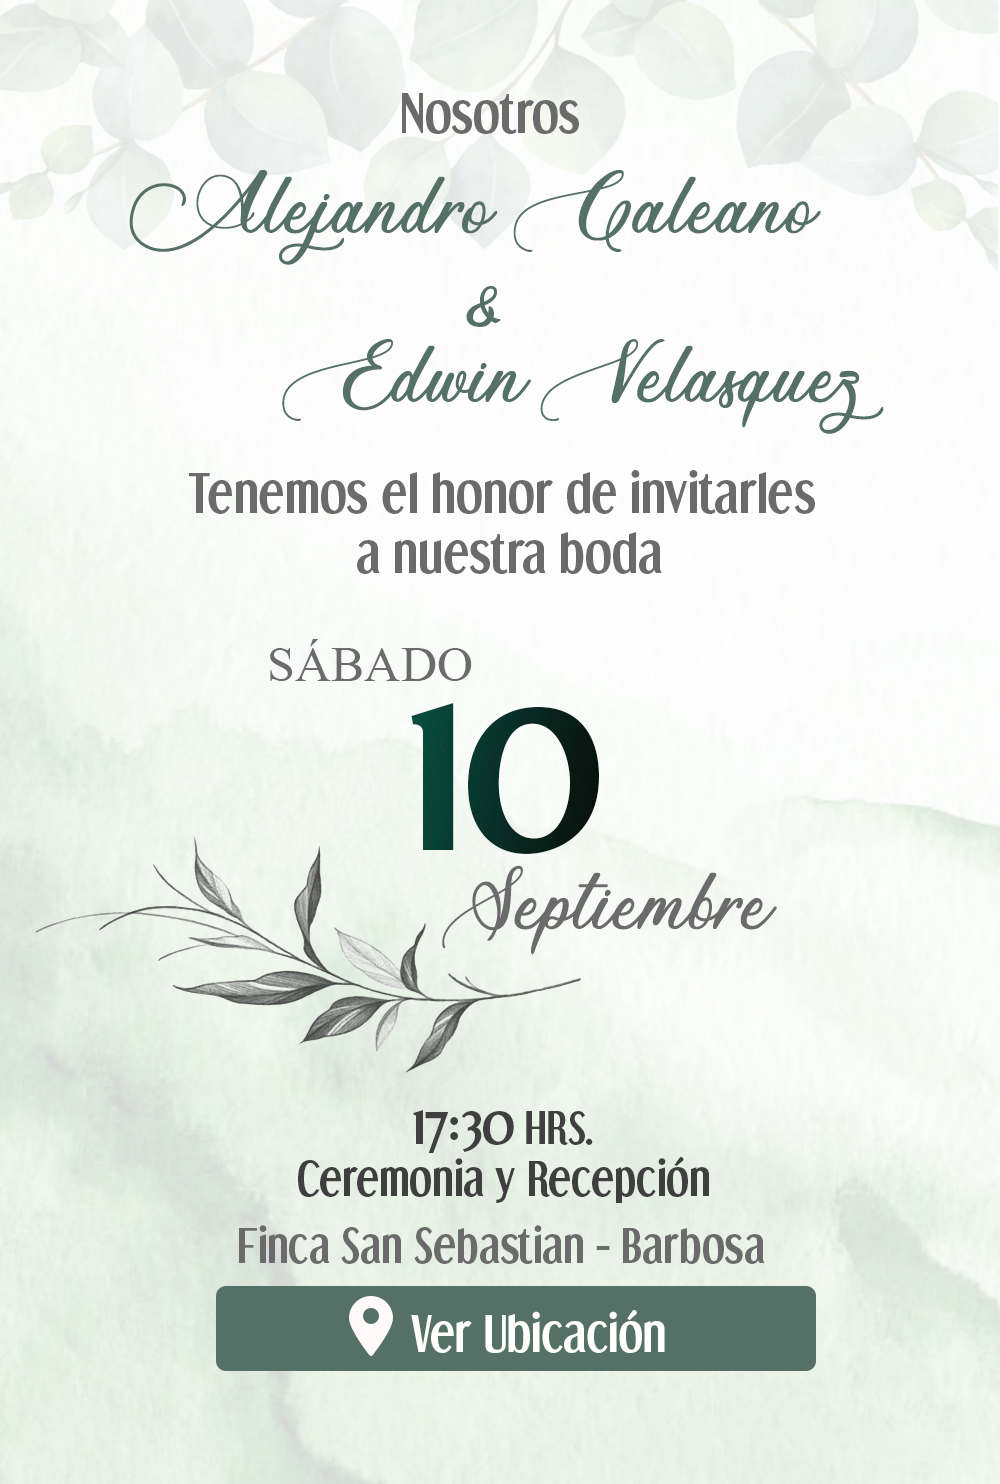 Nosotros
Alejandro Galeano
&
Edwin Velasquez
Tenemos el honor de invitarles
a nuestra boda
SÁBADO
10
Septiembre
17:30 HRS.
Ceremonia y Recepción
Finca San Sebastian - Barbosa
Ver Ubicación